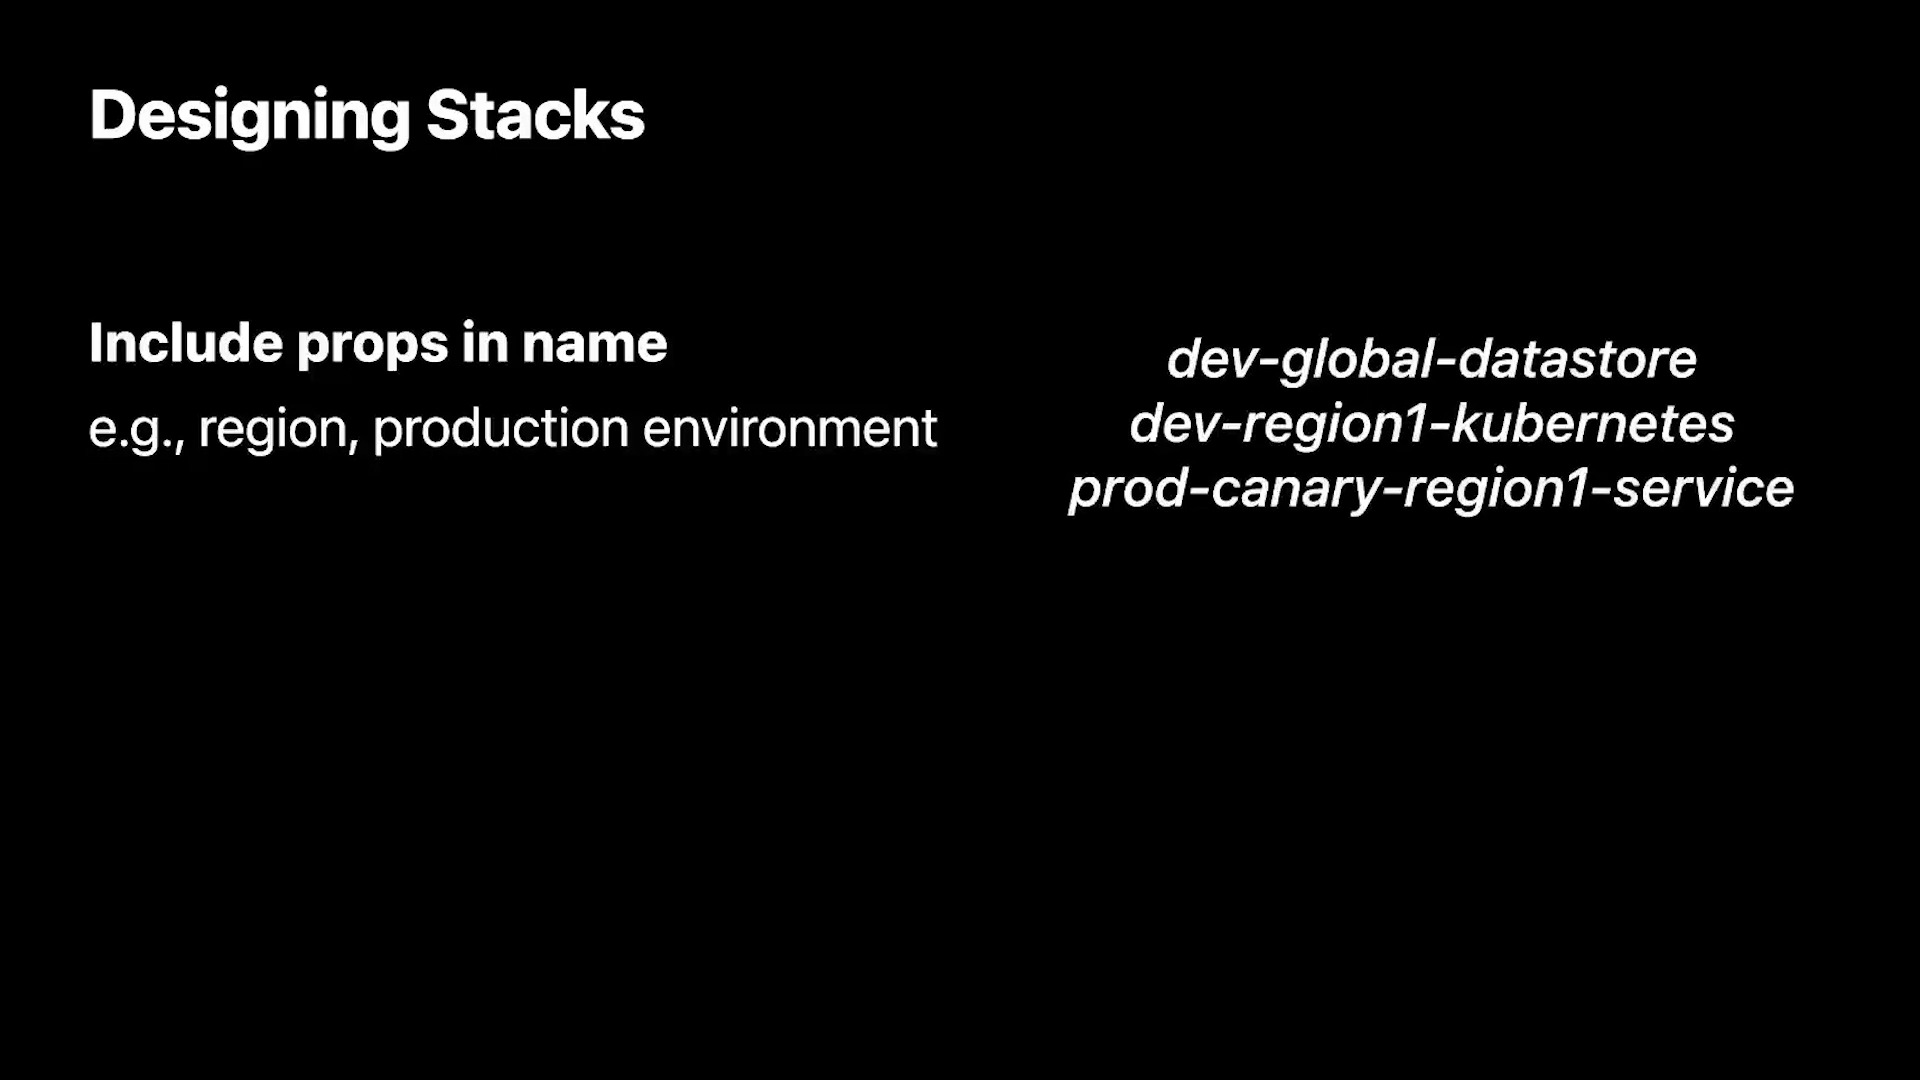 Designing Stacks
Include props in name
e.g., region, production environment
dev-global-datastore
dev-region1-kubernetes
prod-canary-region1-service